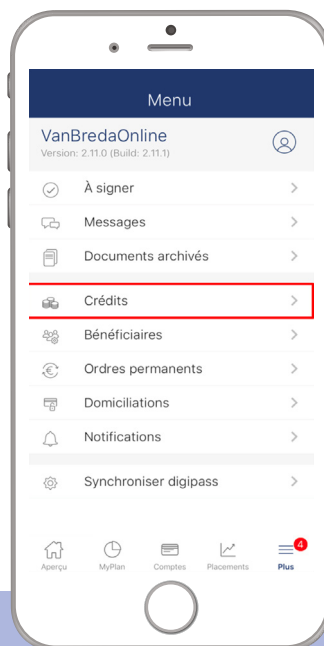 Menu
VanBredaOnline
Version: 2.11.0 (Build: 2.11.1)
À signer
Messages
Documents archivés
Crédits
Bénéficiaires
Ordres permanents
Domiciliations
Notifications
Synchroniser digipass
4
Aperçu MyPlan Comptes Placements Plus